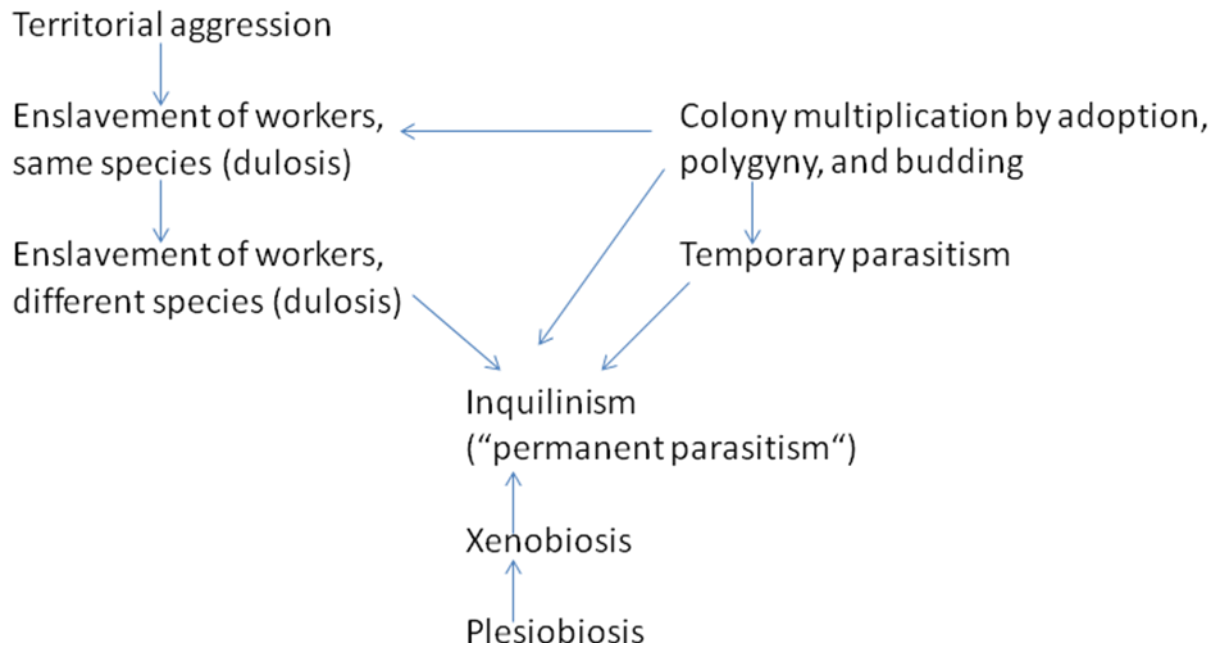 Territorial aggression
Enslavement of workers,
same species (dulosis)
Colony multiplication by adoption,
polygyny, and budding
Enslavement of workers,
different species (dulosis)
Temporary parasitism
Inquilinism
(“permanent parasitism“)
Xenobiosis
Plesiobiosis